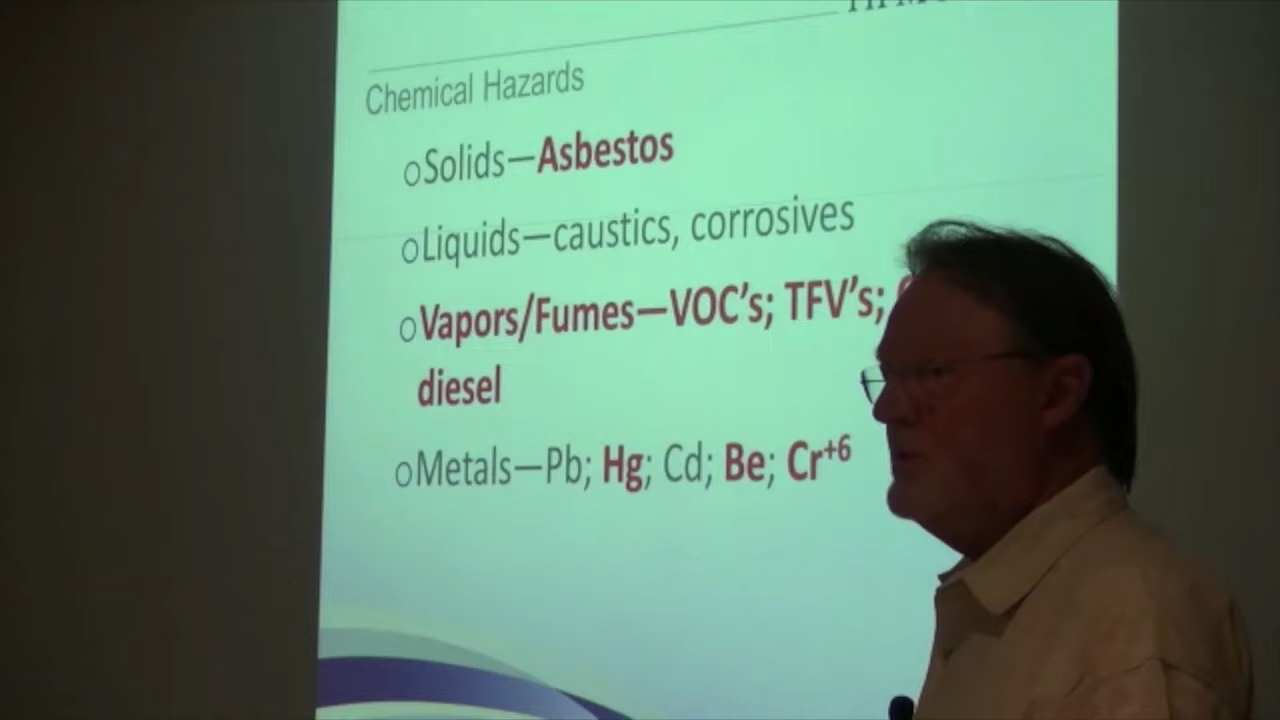 Chemical Hazards
○Solids—Asbestos
○Liquids—caustics, corrosives
○Vapors/Fumes—VOC's; TFV's;
diesel
○Metals—Pb; Hg; Cd; Be; Cr⁺⁶